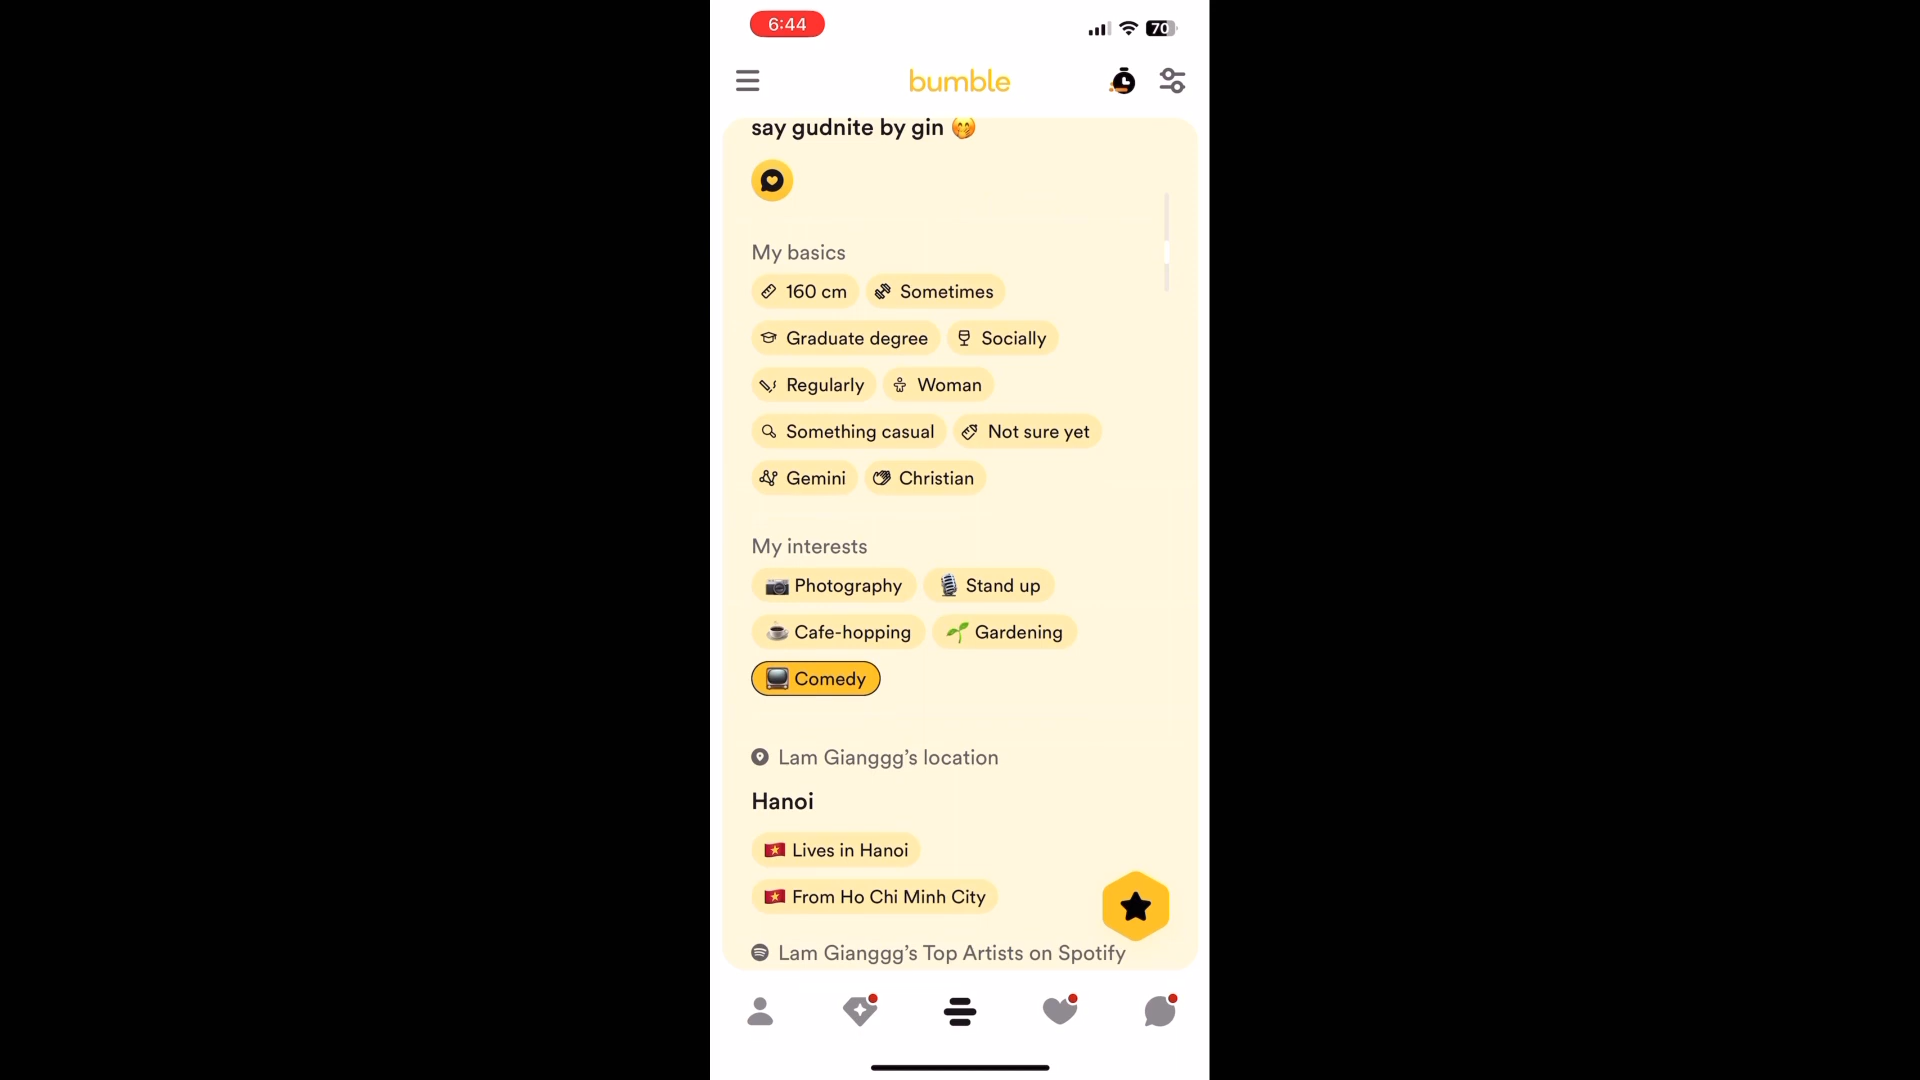 6:44
70
bumble
say gudnite by gin 🤭
My basics
160 cm Sometimes
Graduate degree Socially
Regularly Woman
Something casual Not sure yet
Gemini Christian
My interests
Photography Stand up
Cafe-hopping Gardening
Comedy
Lam Gianggg’s location
Hanoi
Lives in Hanoi
From Ho Chi Minh City
Lam Gianggg’s Top Artists on Spotify